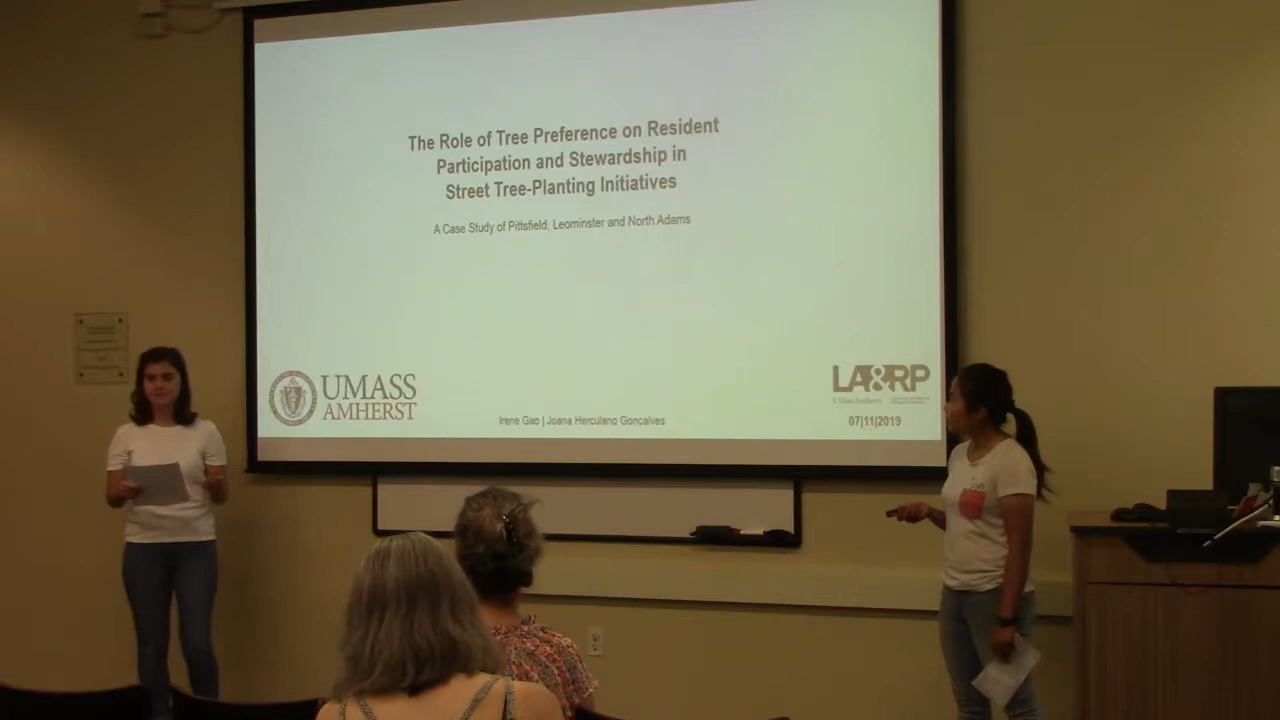 The Role of Tree Preference on Resident
Participation and Stewardship in
Street Tree-Planting Initiatives
A Case Study of Pittsfield, Leominster and North Adams
UMASS
AMHERST
Irene Gao | Joana Herculano Goncalves
LA&RP
UMassAmherst
07|11|2019